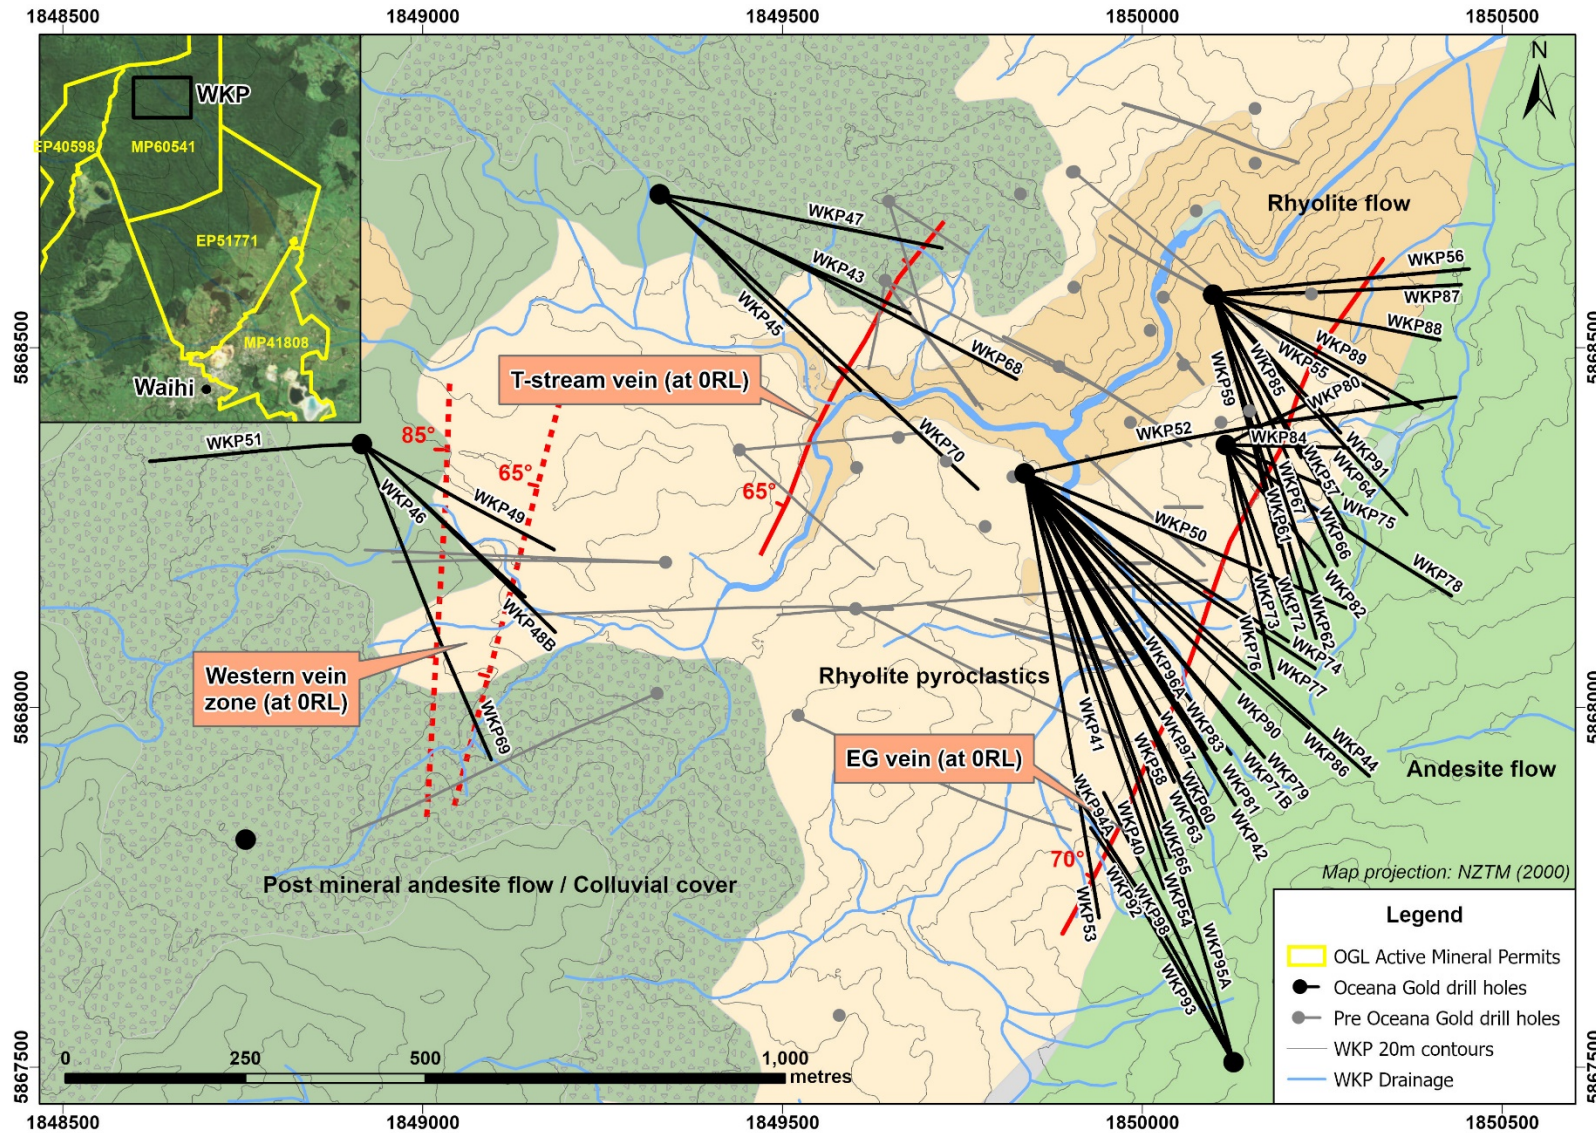 1848500
1849000
1849500
1850000
1850500
N
WKP
EP40598
MP60541
EP51771
MP41808
Waihi
5868500
5868500
WKP47
Rhyolite flow
WKP43
WKP56
WKP87
WKP45
WKP88
WKP68
WKP89
WKP55
WKP85
WKP59
WKP80
T-stream vein (at 0RL)
85°
65°
65°
WKP51
WKP52
WKP84
WKP70
WKP91
WKP64
WKP57
WKP75
WKP67
WKP61
WKP66
WKP46
WKP49
WKP50
WKP78
WKP48B
WKP82
WKP73
WKP72
WKP62
WKP74
WKP76
WKP77
Western vein
zone (at 0RL)
Rhyolite pyroclastics
WKP96A
WKP69
WKP41
WKP83
WKP90
WKP44
WKP86
WKP97
WKP58
WKP79
WKP71B
5868000
5868000
EG vein (at 0RL)
Andesite flow
WKP81
WKP42
WKP60
WKP63
WKP94A
WKP40
WKP65
70°
WKP92
WKP54
WKP98
WKP53
WKP95A
WKP93
Post mineral andesite flow / Colluvial cover
Map projection: NZTM (2000)
Legend
OGL Active Mineral Permits
Oceana Gold drill holes
Pre Oceana Gold drill holes
WKP 20m contours
WKP Drainage
0
250
500
1,000
metres
5867500
5867500
1848500
1849000
1849500
1850000
1850500